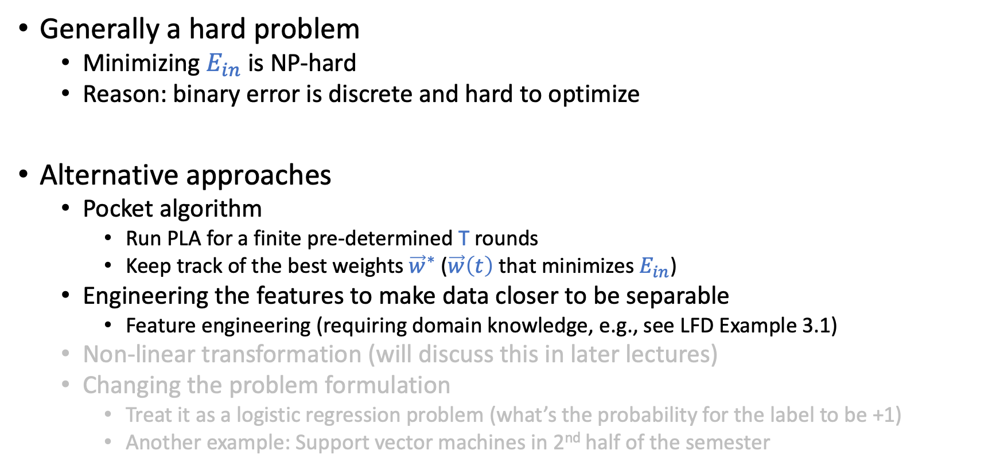 • Generally a hard problem
• Minimizing $E_{in}$ is NP-hard
• Reason: binary error is discrete and hard to optimize
• Alternative approaches
• Pocket algorithm
• Run PLA for a finite pre-determined T rounds
• Keep track of the best weights $\vec{w}^*$ ($\vec{w}(t)$ that minimizes $E_{in}$)
• Engineering the features to make data closer to be separable
• Feature engineering (requiring domain knowledge, e.g., see LFD Example 3.1)
• Non-linear transformation (will discuss this in later lectures)
• Changing the problem formulation
• Treat it as a logistic regression problem (what’s the probability for the label to be +1)
• Another example: Support vector machines in 2nd half of the semester